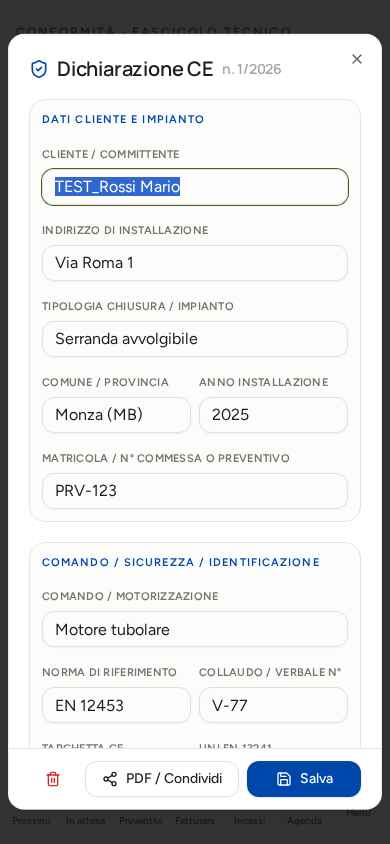 CONFORMITÀ · FASCICOLO TECNICO
Dichiarazione CE n. 1/2026
DATI CLIENTE E IMPIANTO
CLIENTE / COMMITTENTE
TEST_Rossi Mario
INDIRIZZO DI INSTALLAZIONE
Via Roma 1
TIPOLOGIA CHIUSURA / IMPIANTO
Serranda avvolgibile
COMUNE / PROVINCIA ANNO INSTALLAZIONE
Monza (MB) 2025
MATRICOLA / N° COMMESSA O PREVENTIVO
PRV-123
COMANDO / SICUREZZA / IDENTIFICAZIONE
COMANDO / MOTORIZZAZIONE
Motore tubolare
NORMA DI RIFERIMENTO COLLAUDO / VERBALE N°
EN 12453 V-77
TARGHETTA CE UNI EN 13241
PDF / Condividi Salva
In attesa Preventivi Fatturare Incassi Agenda Menu